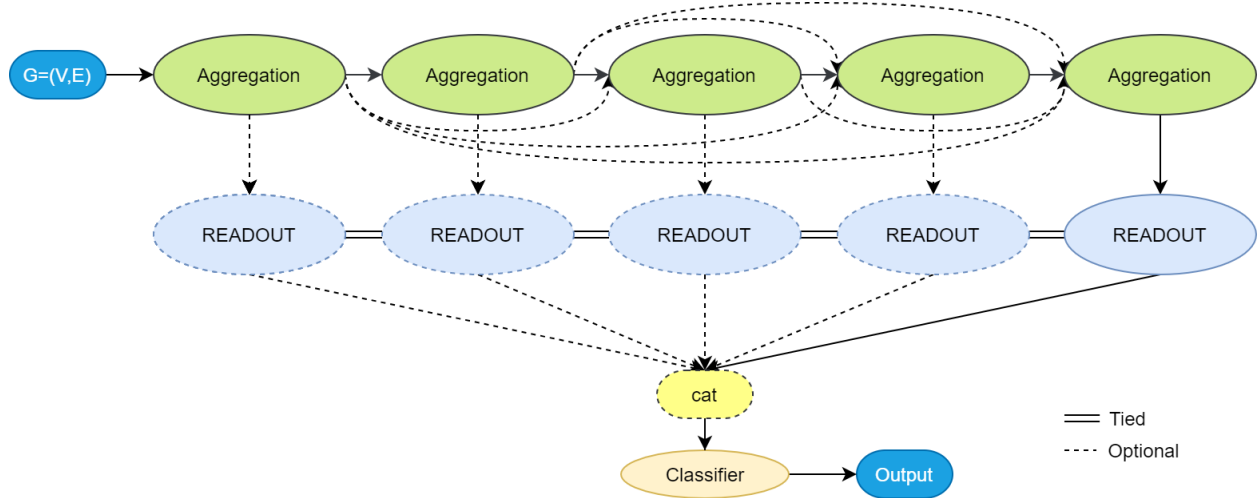 G=(V,E)
Aggregation
Aggregation
Aggregation
Aggregation
Aggregation
READOUT
READOUT
READOUT
READOUT
READOUT
cat
Tied
Optional
Classifier
Output